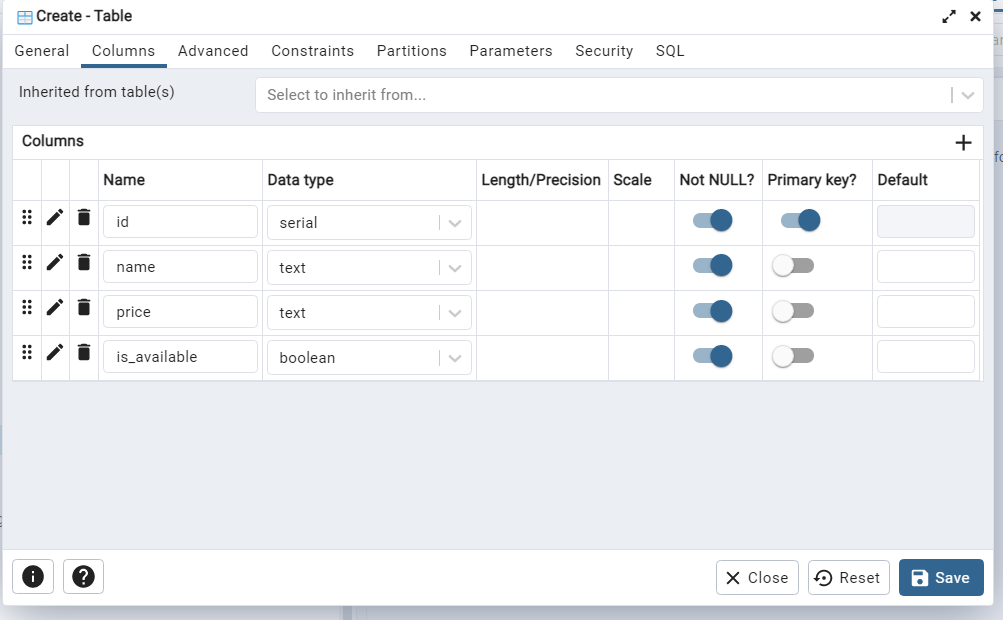 Create - Table
General Columns Advanced Constraints Partitions Parameters Security SQL
Inherited from table(s) Select to inherit from...
Columns
Name Data type Length/Precision Scale Not NULL? Primary key? Default
id serial
name text
price text
is_available boolean
Close Reset Save